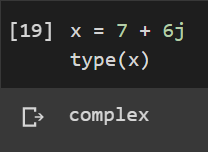 [19] x = 7 + 6j
type(x)
complex